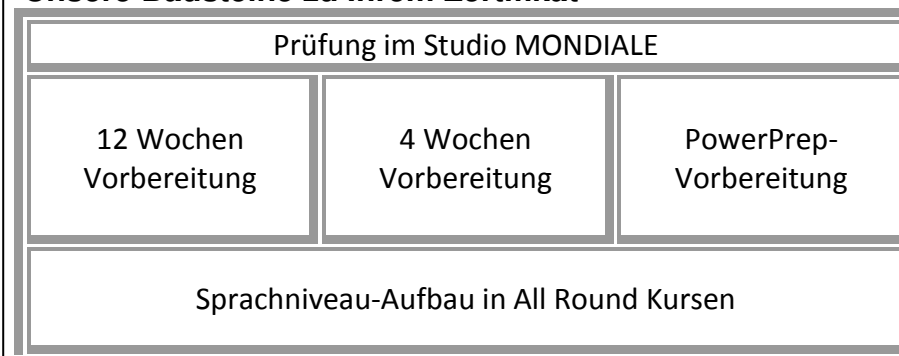 Unsere Bausteine zu Ihrem Zertifikat
Prüfung im Studio MONDIALE
12 Wochen
Vorbereitung
4 Wochen
Vorbereitung
PowerPrep-
Vorbereitung
Sprachniveau-Aufbau in All Round Kursen